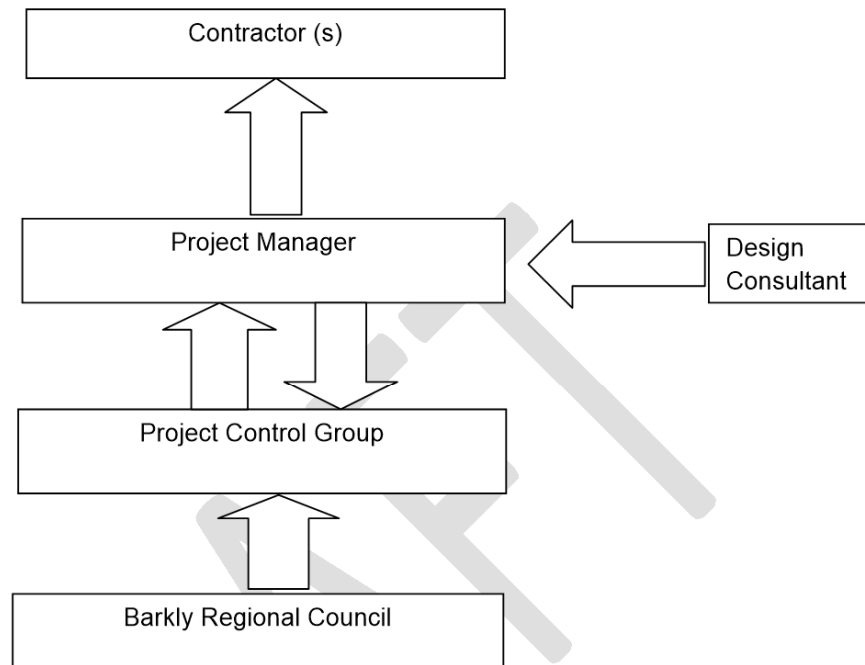 Contractor (s)
Project Manager
Design
Consultant
Project Control Group
Barkly Regional Council